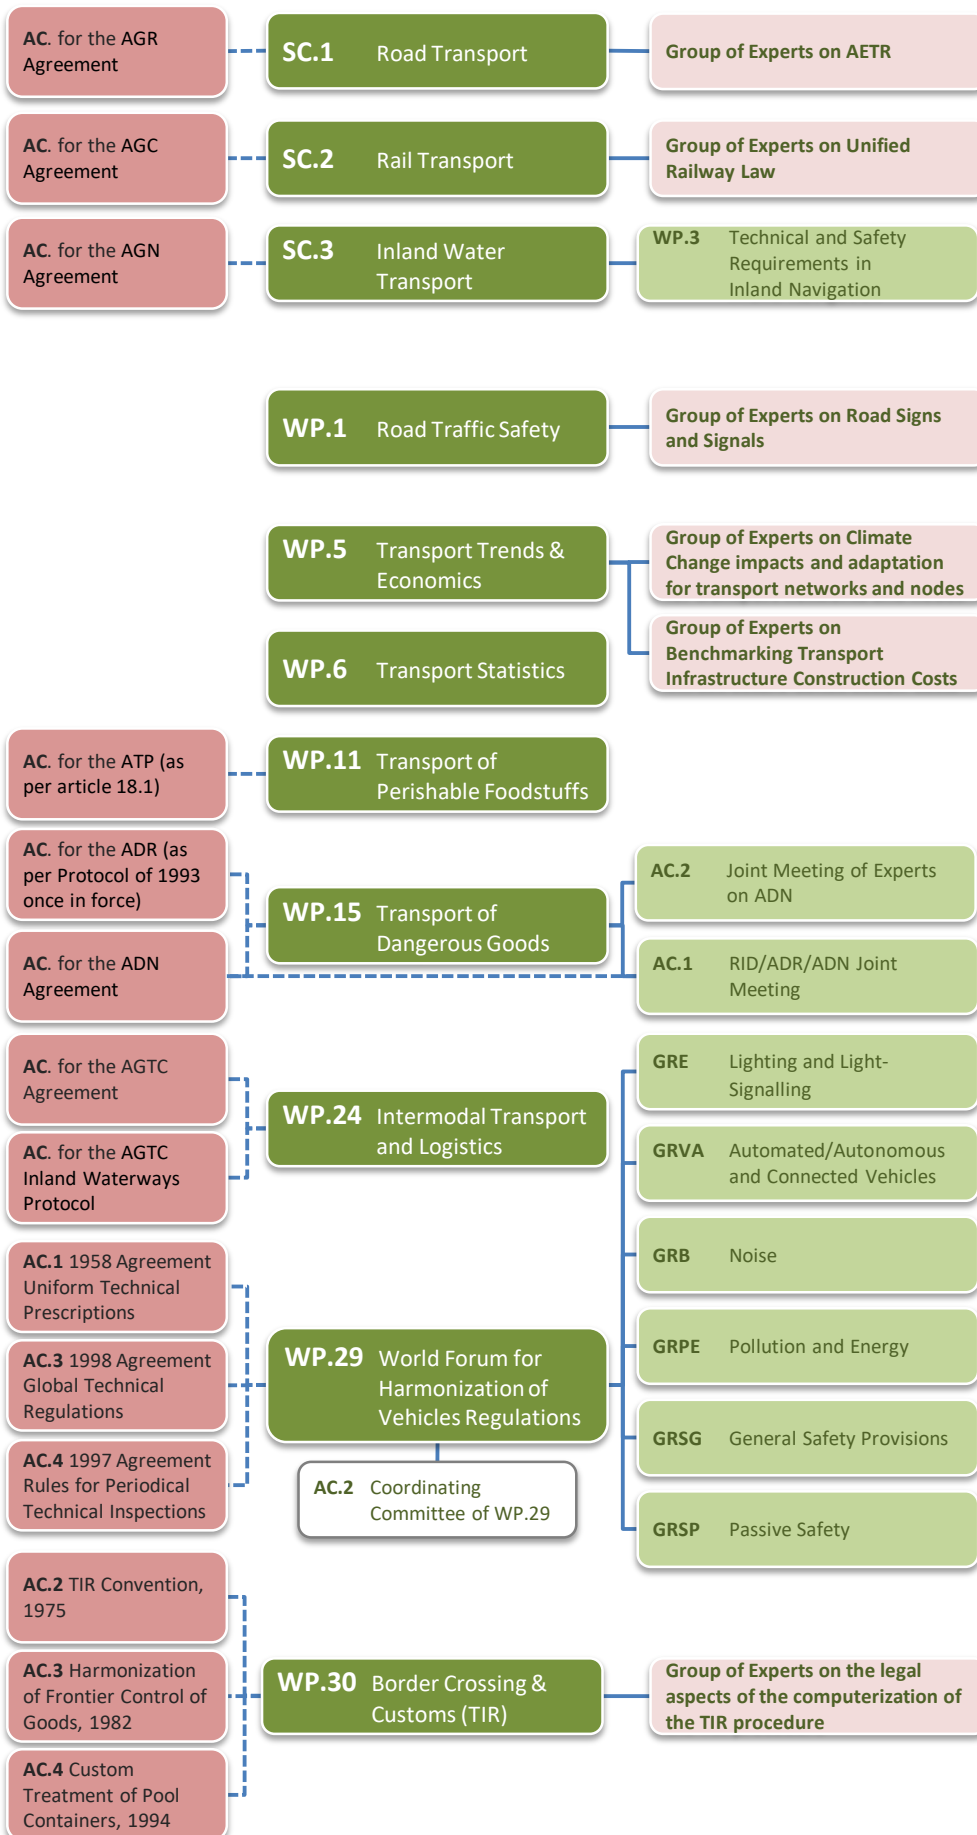 AC. for the AGR
Agreement
SC.1 Road Transport
Group of Experts on AETR
AC. for the AGC
Agreement
SC.2 Rail Transport
Group of Experts on Unified
Railway Law
AC. for the AGN
Agreement
SC.3 Inland Water
Transport
WP.3 Technical and Safety
Requirements in
Inland Navigation
WP.1 Road Traffic Safety
Group of Experts on Road Signs
and Signals
WP.5 Transport Trends &
Economics
Group of Experts on Climate
Change impacts and adaptation
for transport networks and nodes
Group of Experts on
Benchmarking Transport
Infrastructure Construction Costs
WP.6 Transport Statistics
AC. for the ATP (as
per article 18.1)
WP.11 Transport of
Perishable Foodstuffs
AC. for the ADR (as
per Protocol of 1993
once in force)
AC. for the ADN
Agreement
WP.15 Transport of
Dangerous Goods
AC.2 Joint Meeting of Experts
on ADN
AC.1 RID/ADR/ADN Joint
Meeting
AC. for the AGTC
Agreement
AC. for the AGTC
Inland Waterways
Protocol
WP.24 Intermodal Transport
and Logistics
GRE Lighting and Light-
Signalling
GRVA Automated/Autonomous
and Connected Vehicles
GRB Noise
GRPE Pollution and Energy
GRSG General Safety Provisions
GRSP Passive Safety
AC.1 1958 Agreement
Uniform Technical
Prescriptions
AC.3 1998 Agreement
Global Technical
Regulations
AC.4 1997 Agreement
Rules for Periodical
Technical Inspections
WP.29 World Forum for
Harmonization of
Vehicles Regulations
AC.2 Coordinating
Committee of WP.29
AC.2 TIR Convention,
1975
AC.3 Harmonization
of Frontier Control of
Goods, 1982
AC.4 Custom
Treatment of Pool
Containers, 1994
WP.30 Border Crossing &
Customs (TIR)
Group of Experts on the legal
aspects of the computerization of
the TIR procedure